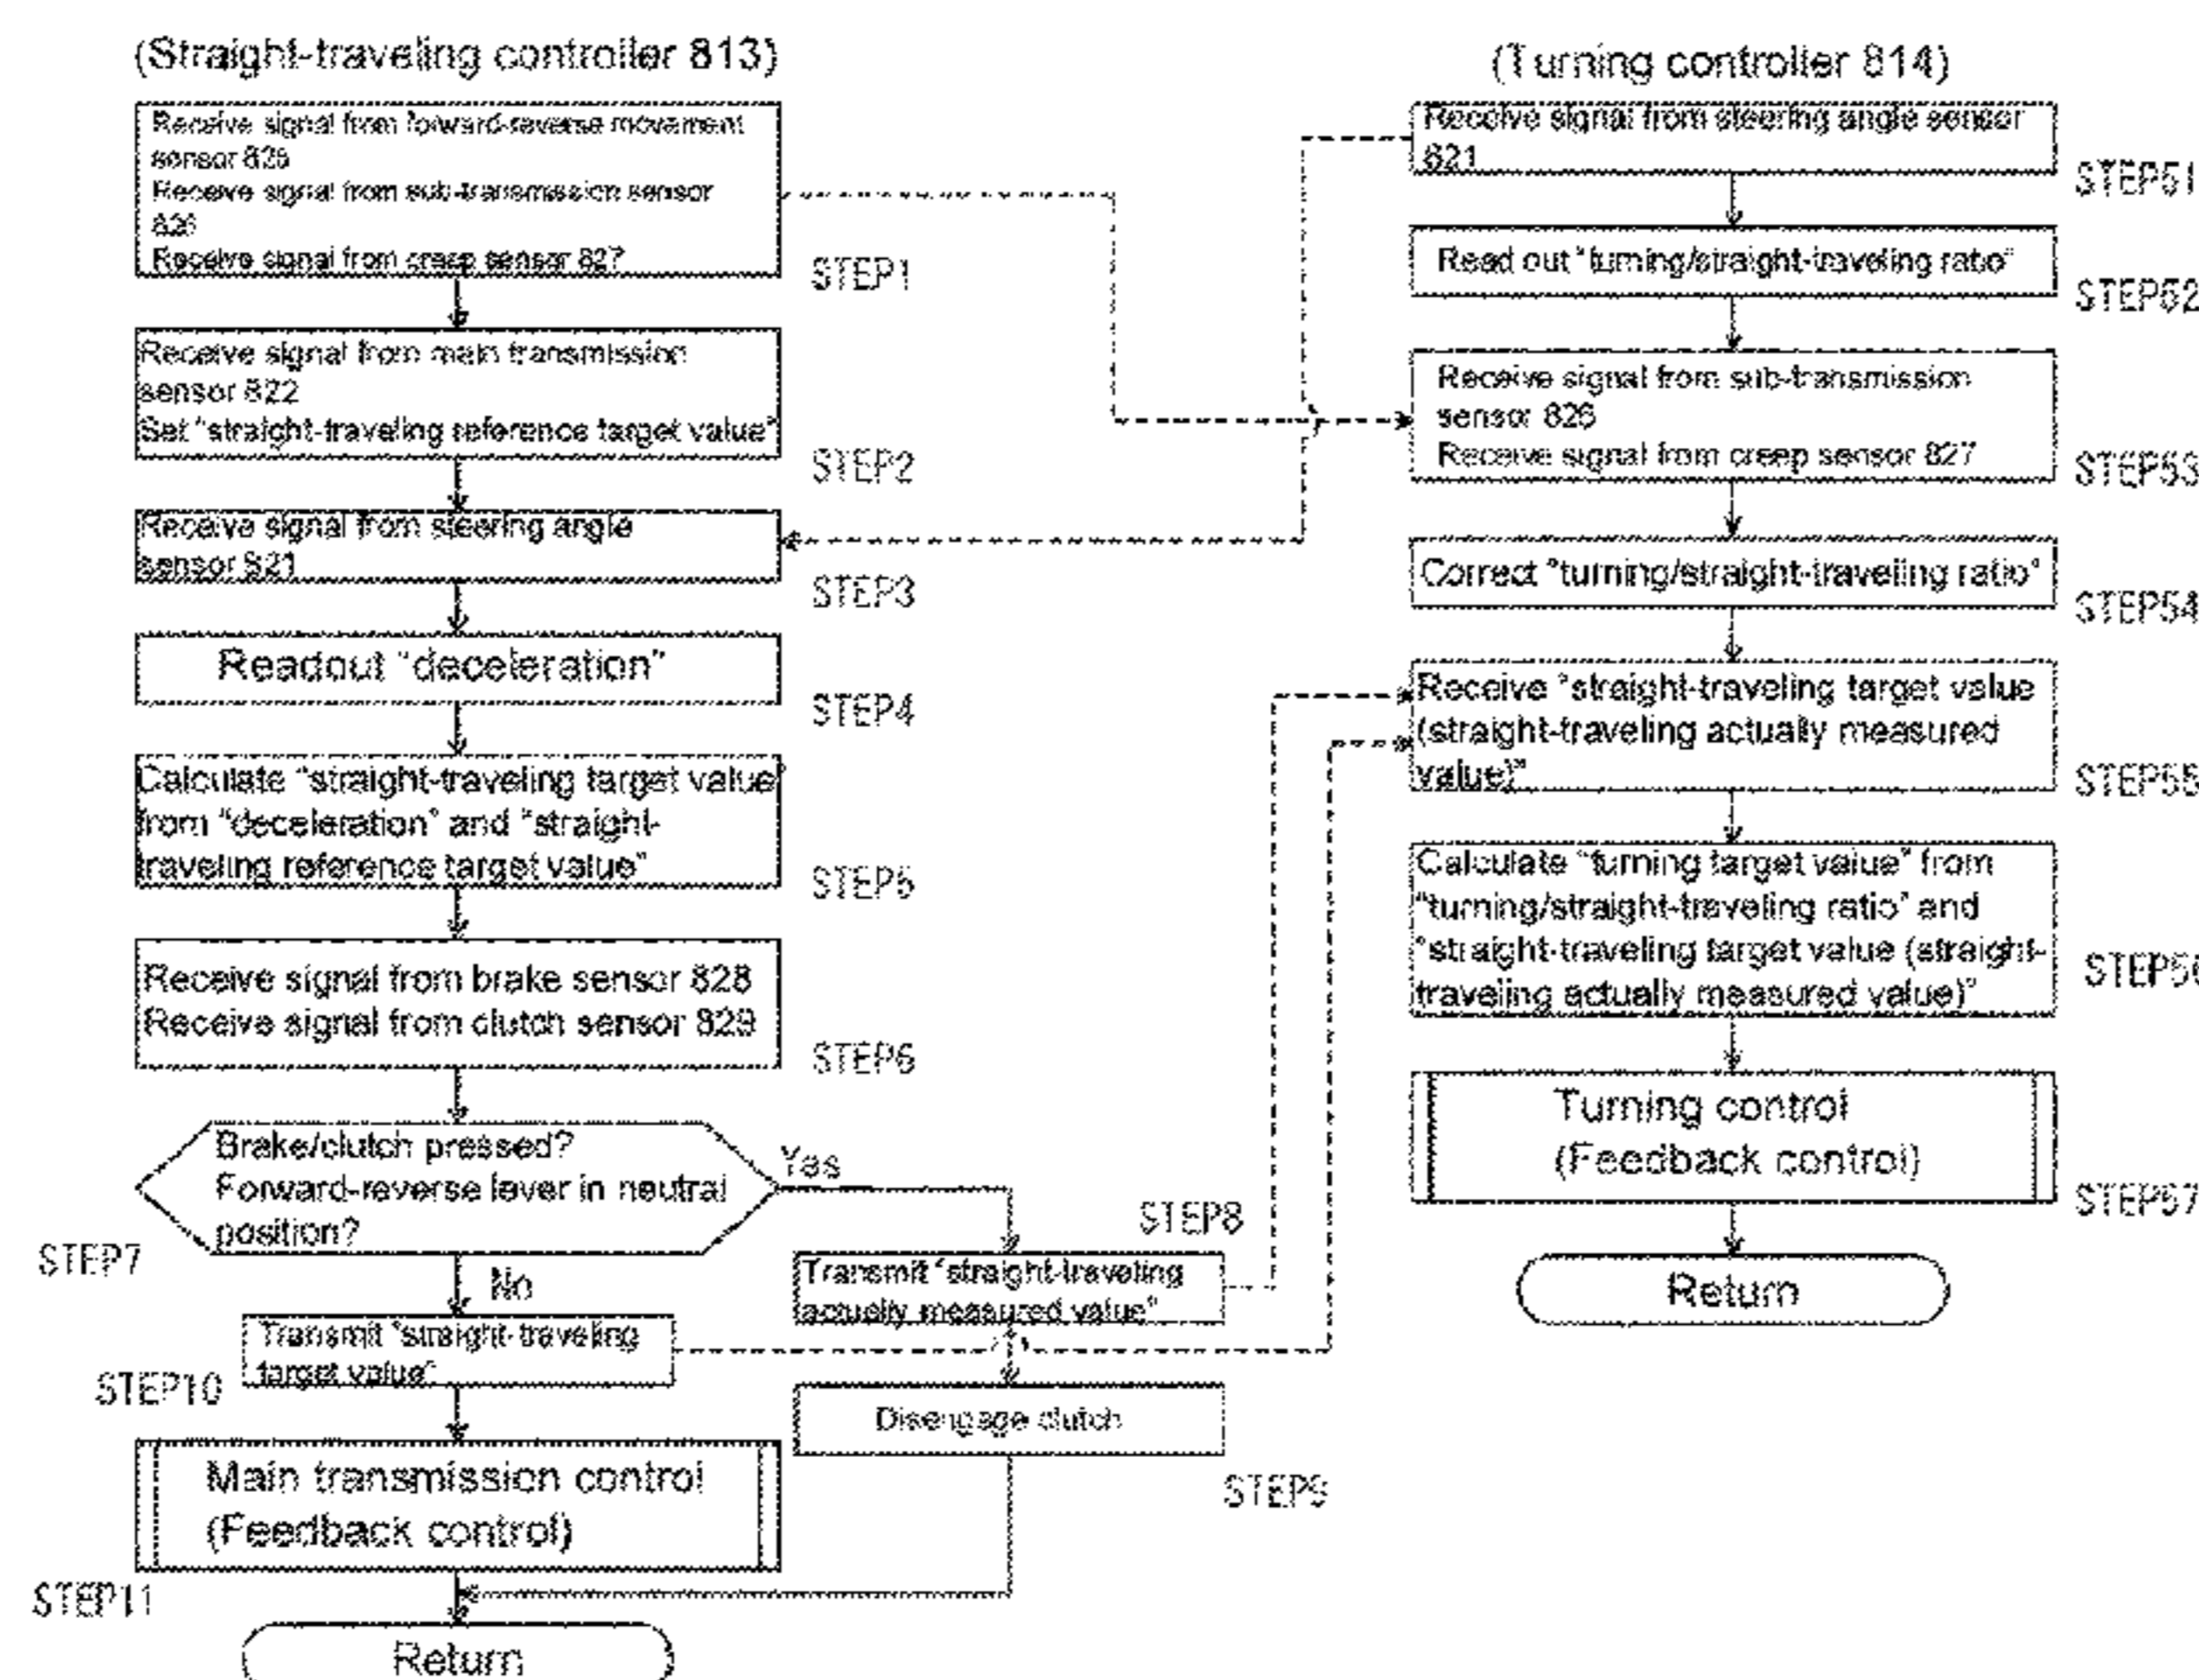 (Straight-traveling controller 813)
Receive signal from forward-reverse movement
sensor 825
Receive signal from sub-transmission sensor
826
Receive signal from creep sensor 827
STEP1
Receive signal from main transmission
sensor 822
Set "straight-traveling reference target value"
STEP2
Receive signal from steering angle
sensor 821
STEP3
Readout "deceleration"
STEP4
Calculate "straight-traveling target value"
from "deceleration" and "straight-
traveling reference target value"
STEP5
Receive signal from brake sensor 828
Receive signal from clutch sensor 829
STEP6
Brake/clutch pressed?
Forward-reverse lever in neutral
position?
STEP7
Yes
No
STEP8
Transmit "straight-traveling
actually measured value"
Transmit "straight-traveling
target value"
STEP10
Disengage clutch
STEP9
Main transmission control
(Feedback control)
STEP11
Return
(Turning controller 814)
Receive signal from steering angle sensor
821
STEP51
Read out "turning/straight-traveling ratio"
STEP52
Receive signal from sub-transmission
sensor 826
Receive signal from creep sensor 827
STEP53
Correct "turning/straight-traveling ratio"
STEP54
Receive "straight-traveling target value
(straight-traveling actually measured
value)"
STEP55
Calculate "turning target value" from
"turning/straight-traveling ratio" and
"straight-traveling target value (straight-
traveling actually measured value)"
STEP56
Turning control
(Feedback control)
STEP57
Return